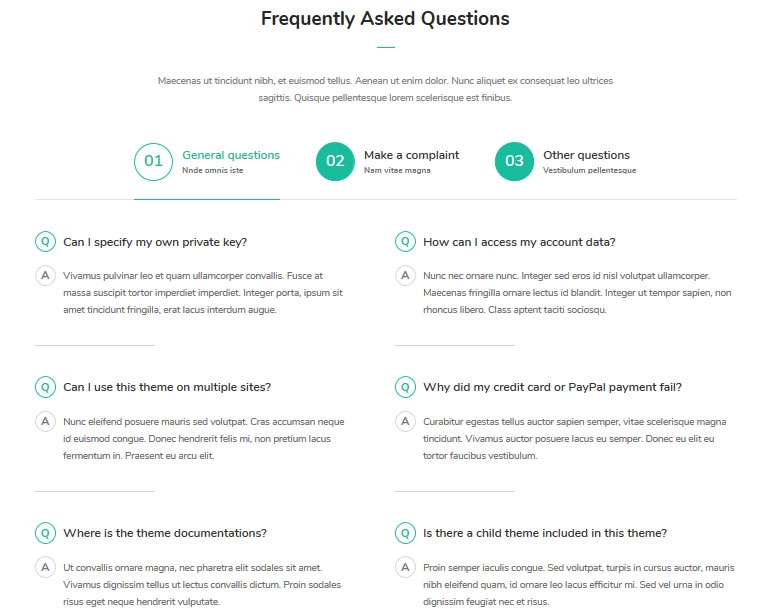 Frequently Asked Questions
Maecenas ut tincidunt nibh, et euismod tellus. Aenean ut enim dolor. Nunc aliquet ex consequat leo ultrices
sagittis. Quisque pellentesque lorem scelerisque est finibus.
01 General questions
Nnde omnis iste
02 Make a complaint
Nam vitae magna
03 Other questions
Vestibulum pellentesque
Q Can I specify my own private key?
A Vivamus pulvinar leo et quam ullamcorper convallis. Fusce at
massa suscipit tortor imperdiet imperdiet. Integer porta, ipsum sit
amet tincidunt fringilla, erat lacus interdum augue.
Q How can I access my account data?
A Nunc nec ornare nunc. Integer sed eros id nisl volutpat ullamcorper.
Maecenas fringilla ornare lectus id blandit. Integer ut tempor sapien, non
rhoncus libero. Class aptent taciti sociosqu.
Q Can I use this theme on multiple sites?
A Nunc eleifend posuere mauris sed volutpat. Cras accumsan neque
id euismod congue. Donec hendrerit felis mi, non pretium lacus
fermentum in. Praesent eu arcu elit.
Q Why did my credit card or PayPal payment fail?
A Curabitur egestas tellus auctor sapien semper, vitae scelerisque magna
tincidunt. Vivamus auctor posuere lacus eu semper. Donec eu elit eu
tortor faucibus vestibulum.
Q Where is the theme documentations?
A Ut convallis ornare magna, nec pharetra elit sodales sit amet.
Vivamus dignissim tellus ut lectus convallis dictum. Proin sodales
risus eget neque hendrerit vulputate.
Q Is there a child theme included in this theme?
A Proin semper iaculis congue. Sed volutpat, turpis in cursus auctor, mauris
nibh eleifend quam, id ornare leo lacus efficitur mi. Sed vel urna in odio
dignissim feugiat nec et risus.